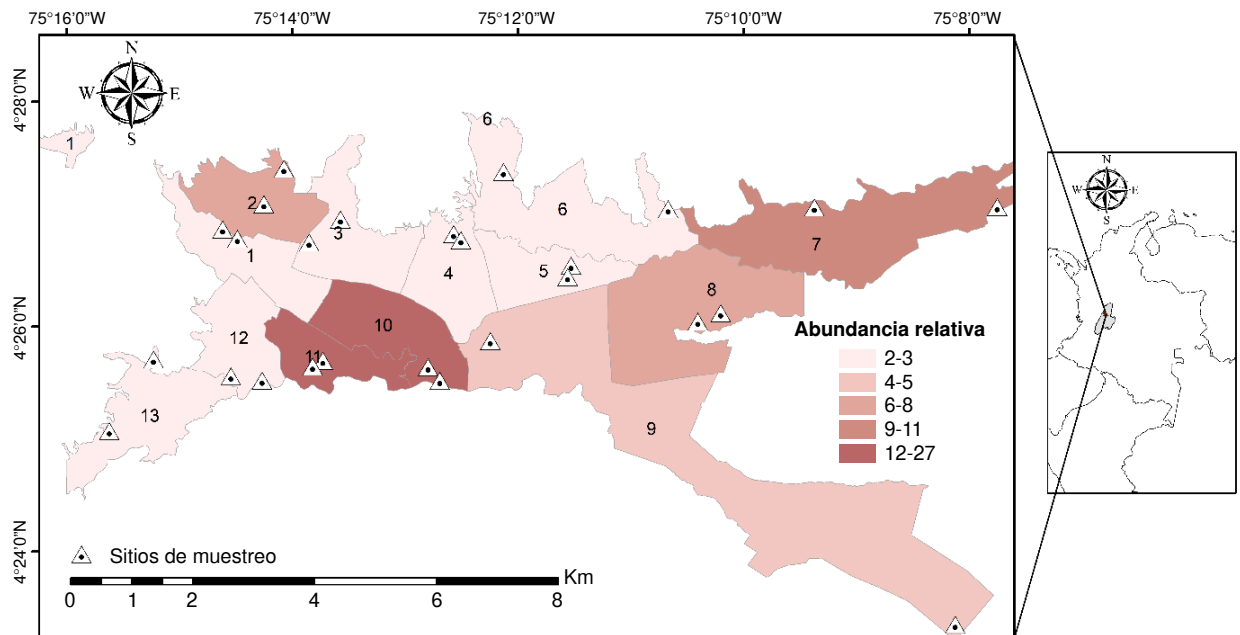 75°16'0"W 75°14'0"W 75°12'0"W 75°10'0"W 75°8'0"W
4°28'0"N
4°26'0"N
4°24'0"N
N
W E
S
N
W E
S
1
6
2
6
3
1
7
4
5
8
10
12
11
13
9
Abundancia relativa
2-3
4-5
6-8
9-11
12-27
Sitios de muestreo
Km
0 1 2 4 6 8